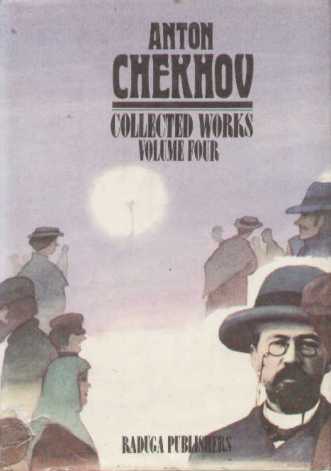 ANTON
CHEKHOV
COLLECTED WORKS
VOLUME FOUR
RADUGA PUBLISHERS